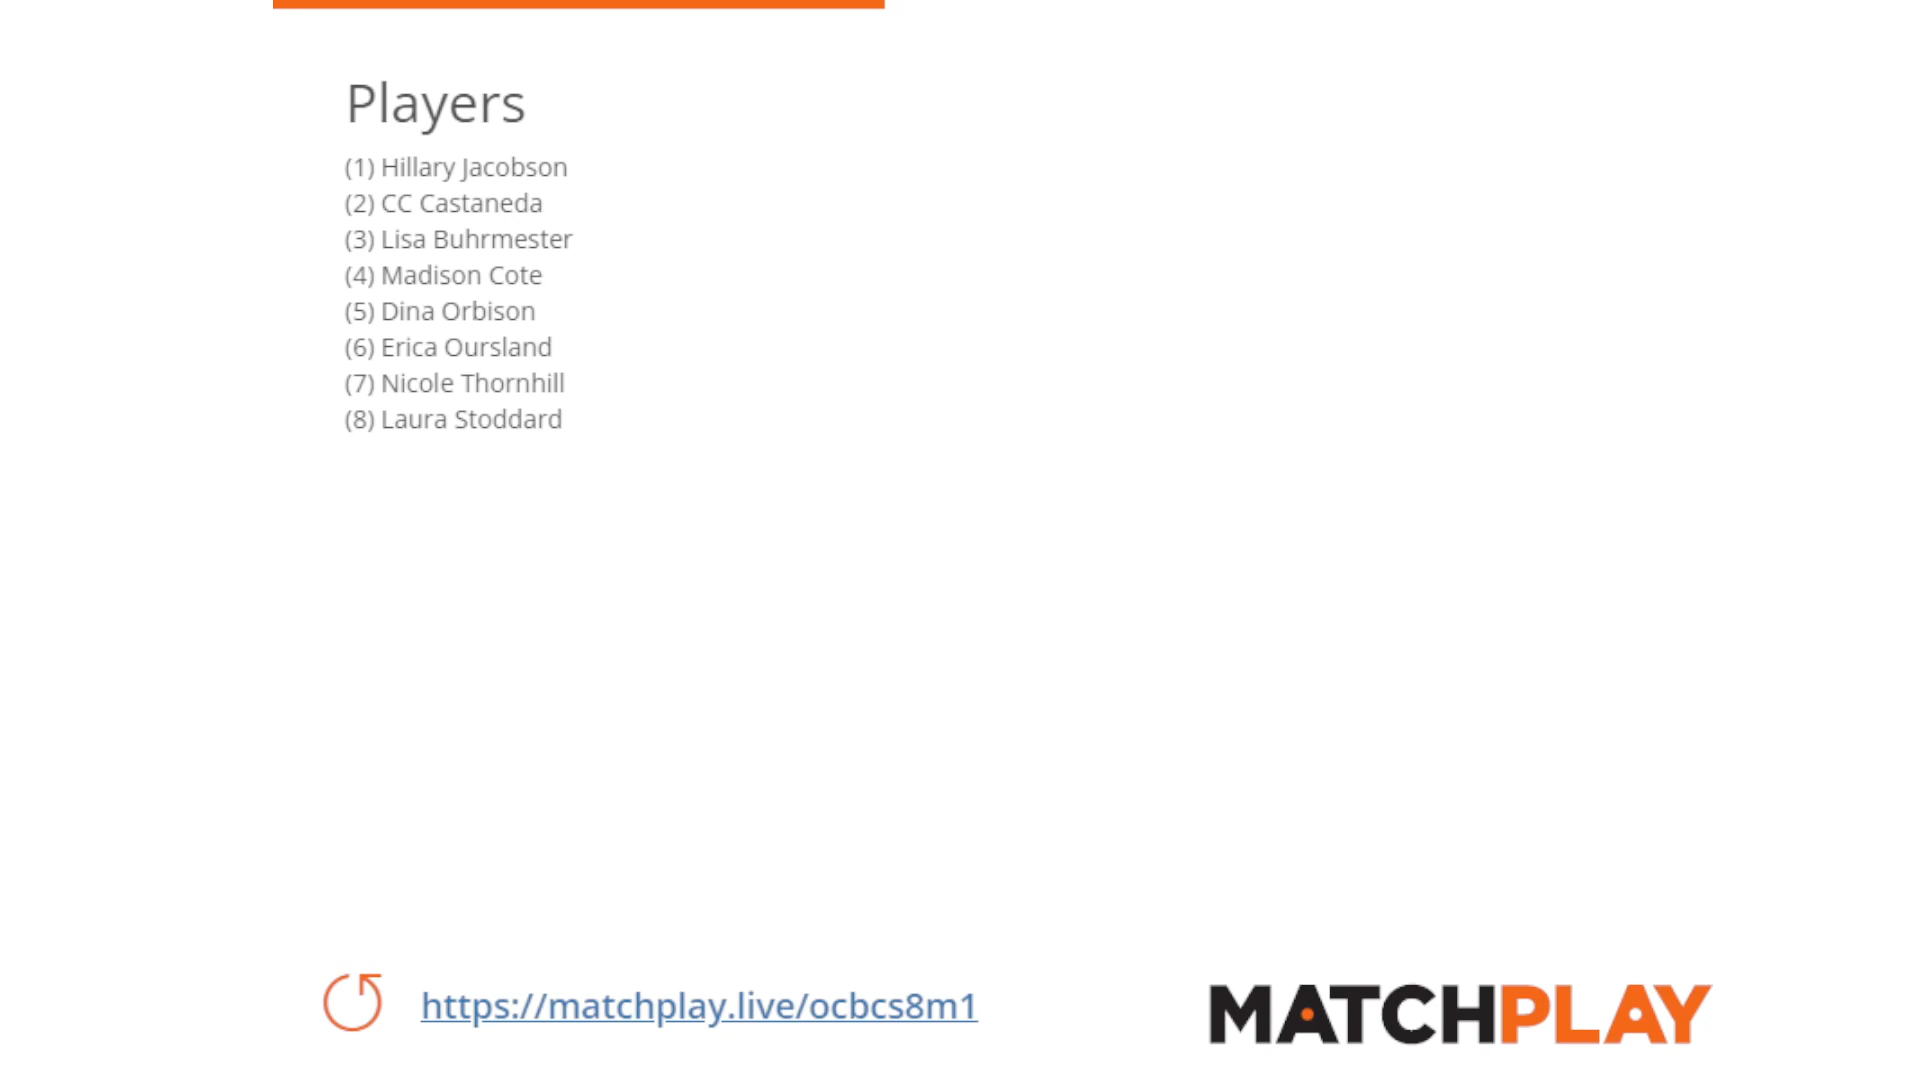 Players
(1) Hillary Jacobson
(2) CC Castaneda
(3) Lisa Buhrmester
(4) Madison Cote
(5) Dina Orbison
(6) Erica Oursland
(7) Nicole Thornhill
(8) Laura Stoddard
https://matchplay.live/ocbcs8m1
MATCHPLAY